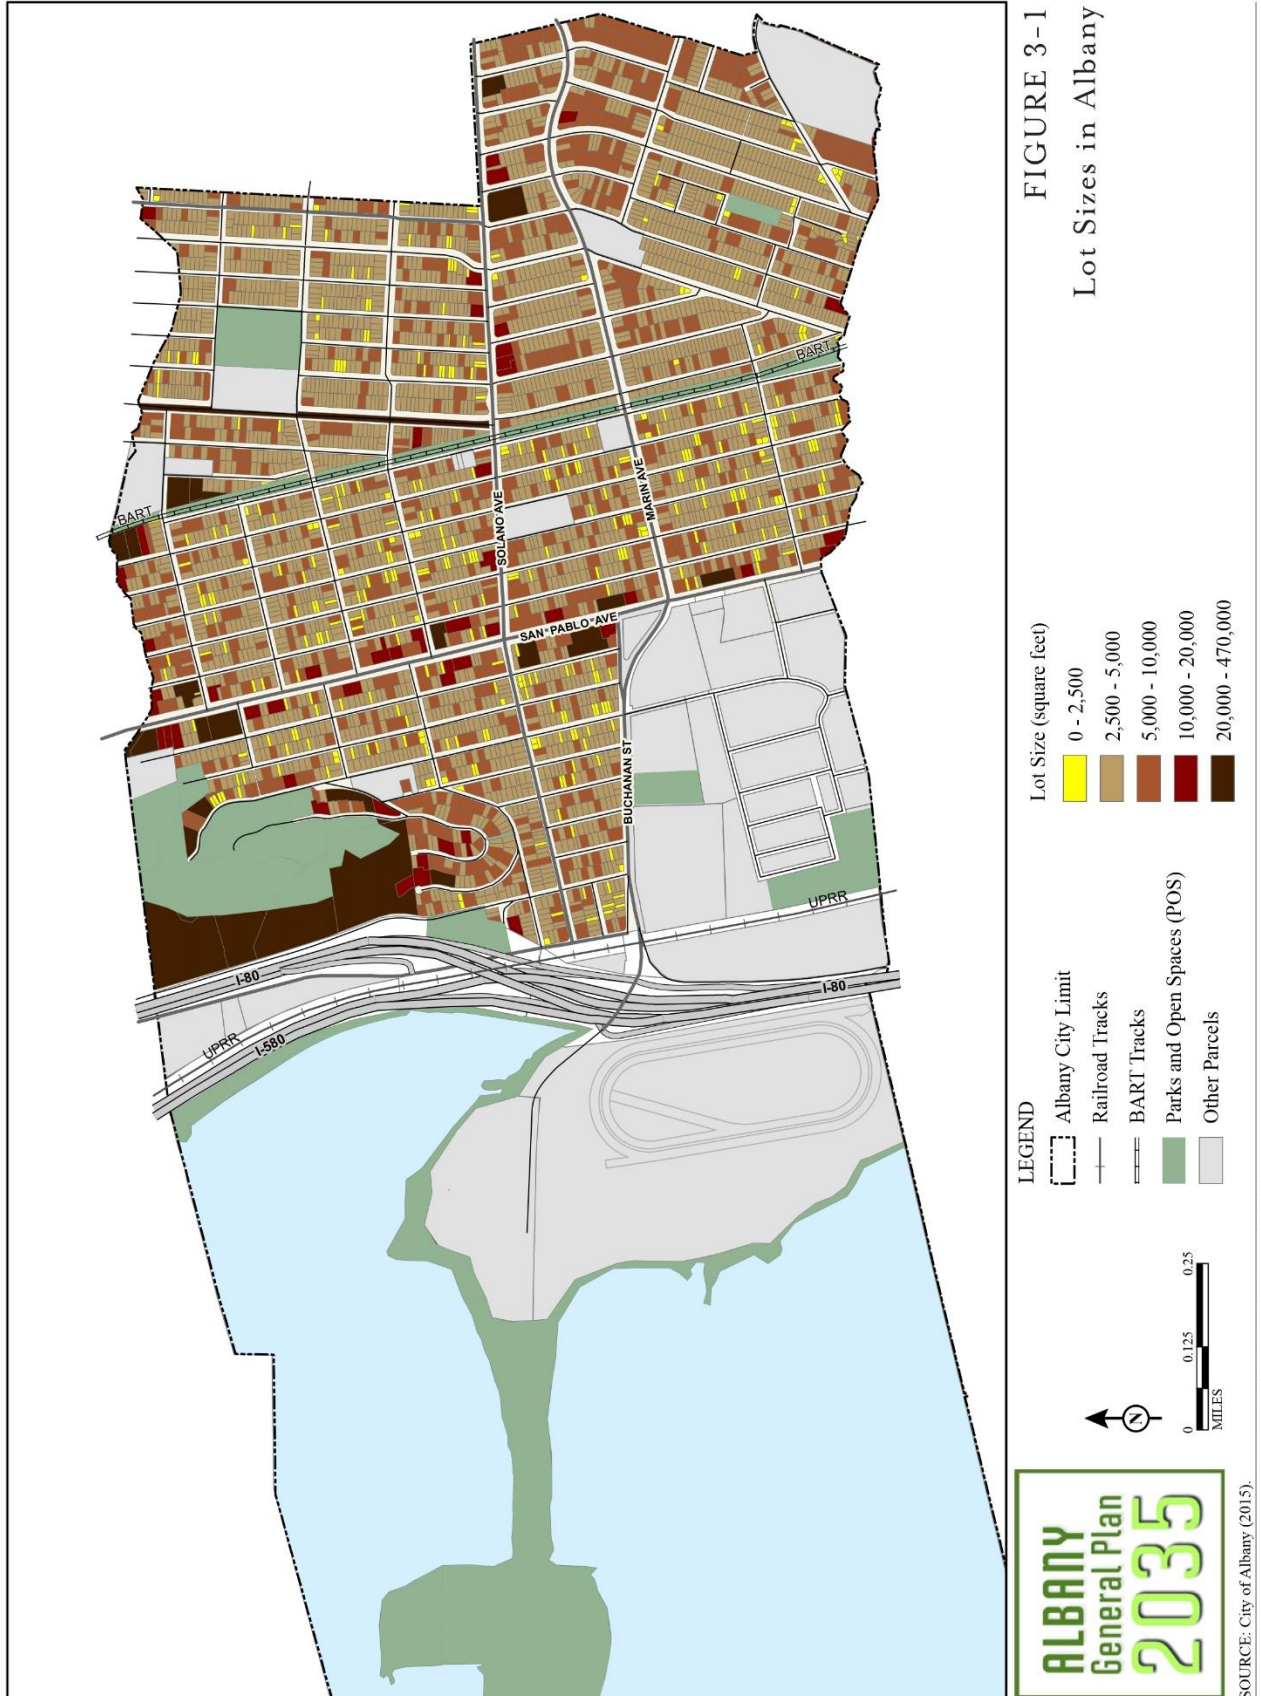 FIGURE 3-1
Lot Sizes in Albany
BART
BART
SOLANO AVE
MARIN AVE
SAN PABLO AVE
BUCHANAN ST
UPRR
I-80
I-80
UPRR
I-580
LEGEND
Albany City Limit
Railroad Tracks
BART Tracks
Parks and Open Spaces (POS)
Other Parcels
Lot Size (square feet)
0 - 2,500
2,500 - 5,000
5,000 - 10,000
10,000 - 20,000
20,000 - 470,000
N
0 0.125 0.25
MILES
ALBANY
General Plan
2035
SOURCE: City of Albany (2015).